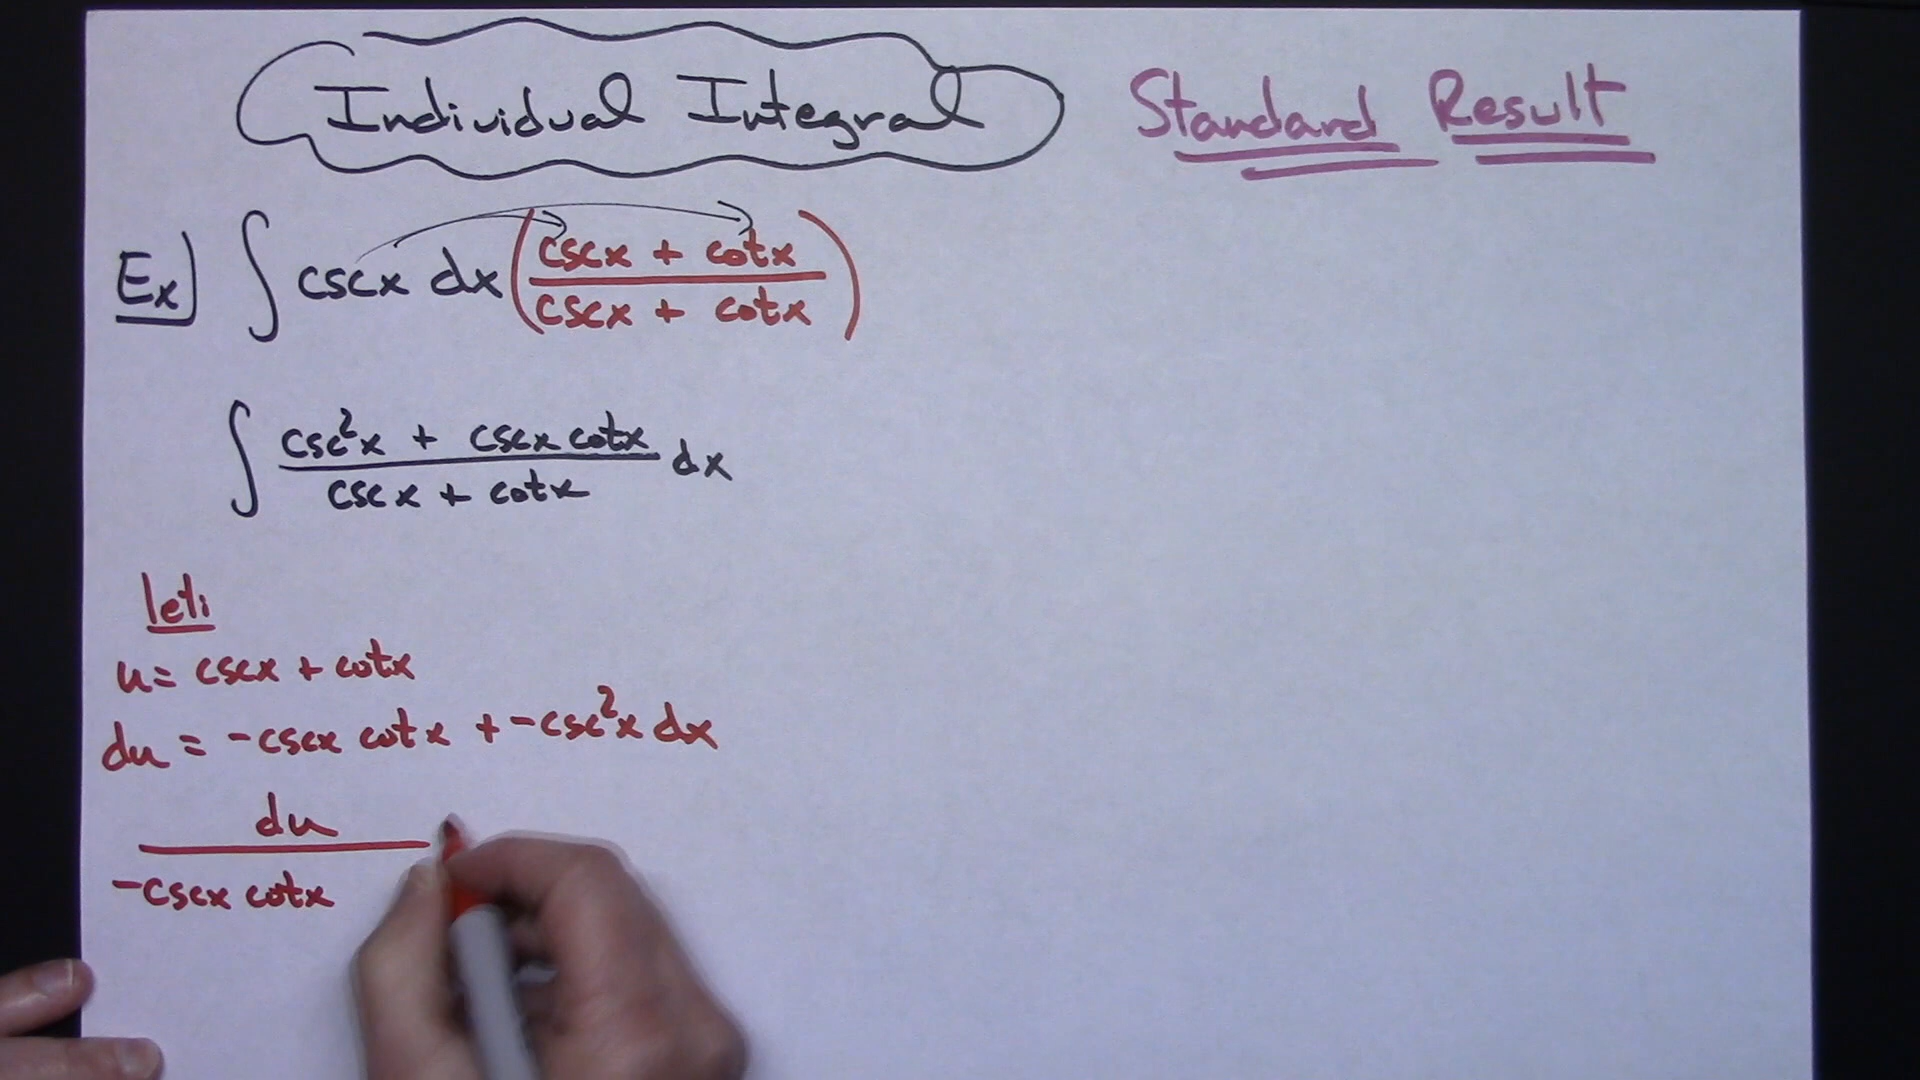 Individual Integral Standard Result
Ex) ∫ cscx dx (cscx + cotx / cscx + cotx)
∫ csc²x + cscx cotx / cscx + cotx dx
let:
u = cscx + cotx
du = -cscx cotx + -csc²x dx
du
-cscx cotx